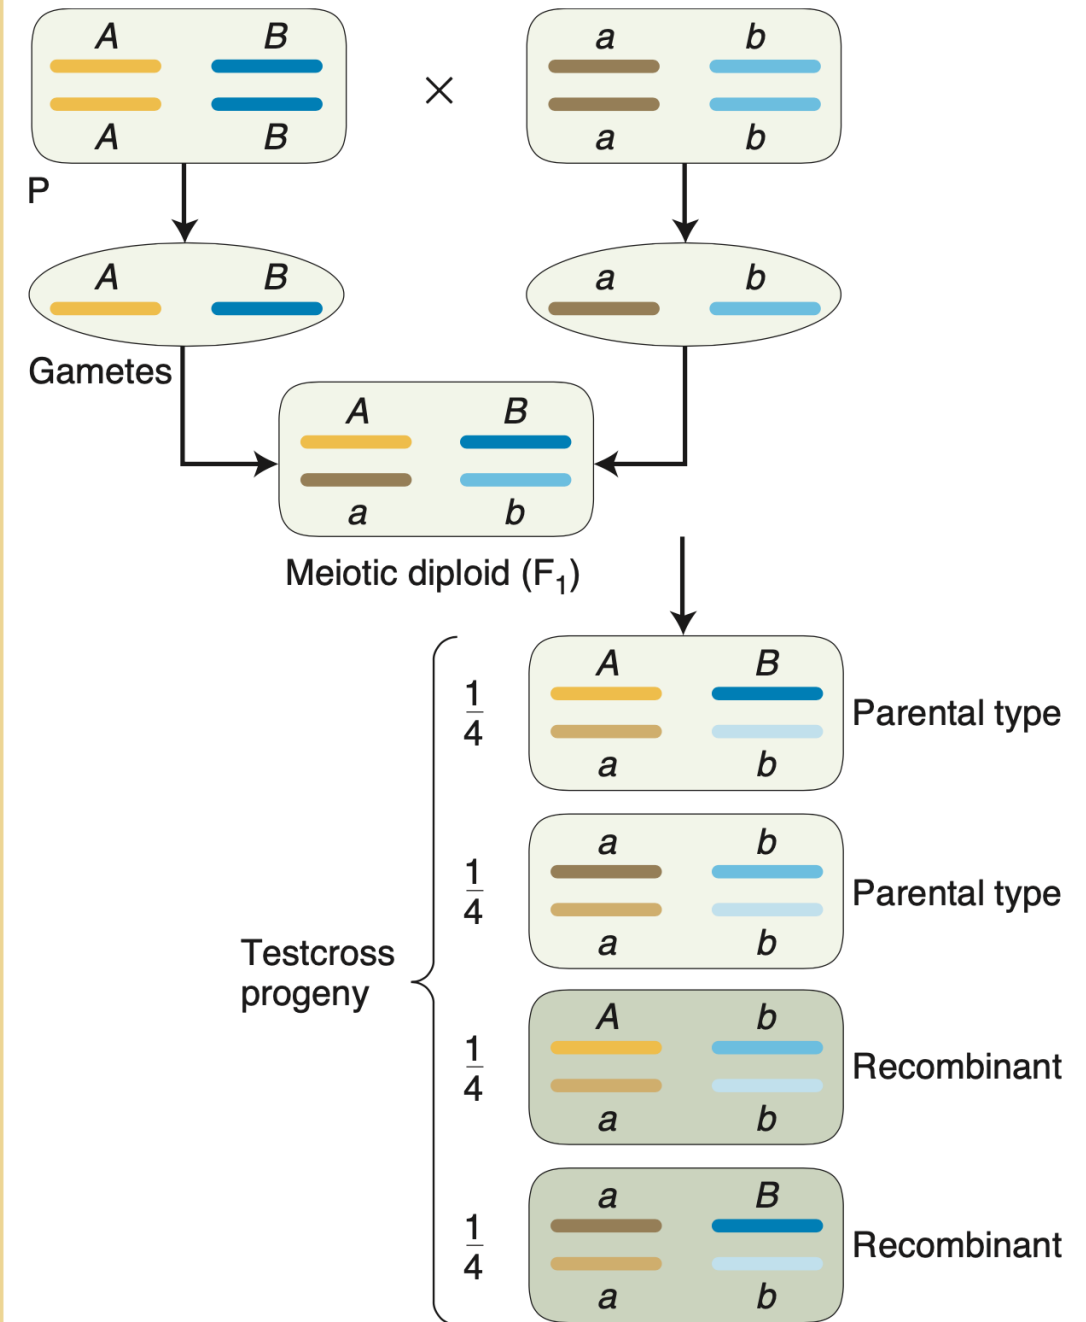 A B a b
×
A B a b
P
A B a b
Gametes
A B
a b
Meiotic diploid (F₁)
A B
1/4 Parental type
a b
a b
1/4 Parental type
a b
Testcross
progeny
A b
1/4 Recombinant
a b
a B
1/4 Recombinant
a b